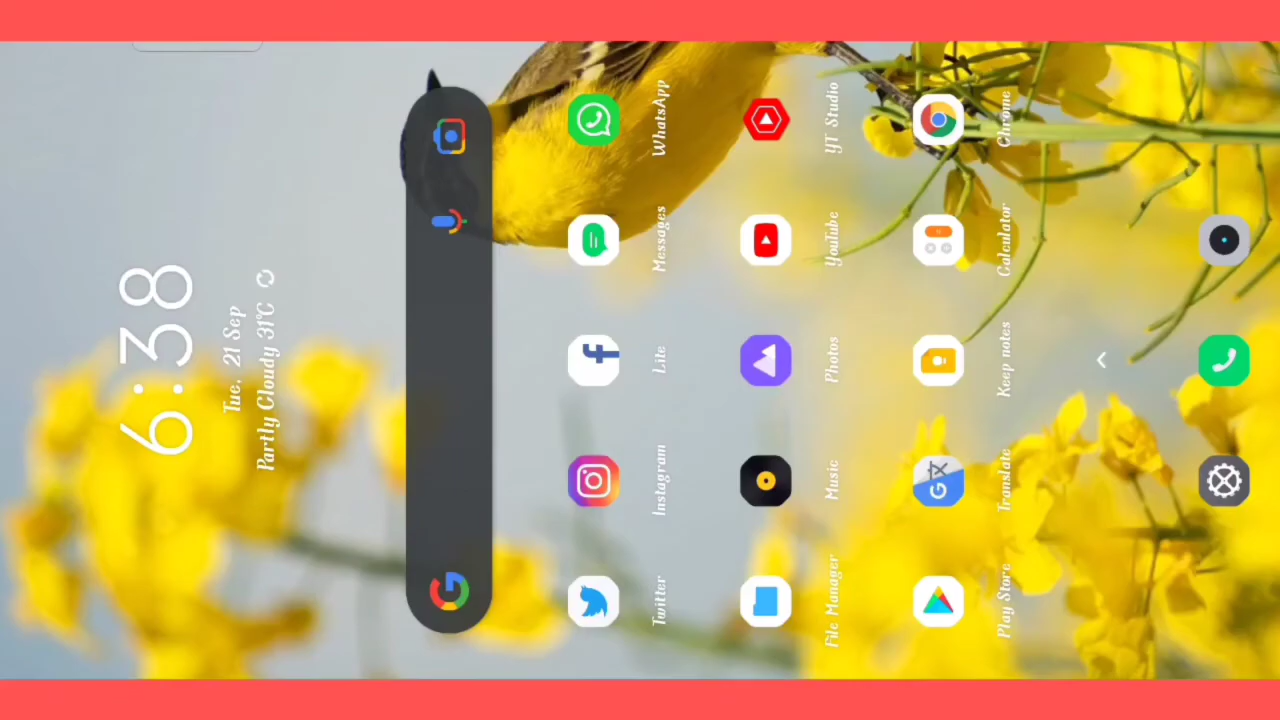 6:38
Tue, 21 Sep
Partly Cloudy 31°C
Twitter
Instagram
Lite
Messages
WhatsApp
File Manager
Music
Photos
YouTube
YT Studio
Play Store
Translate
Keep notes
Calculator
Chrome